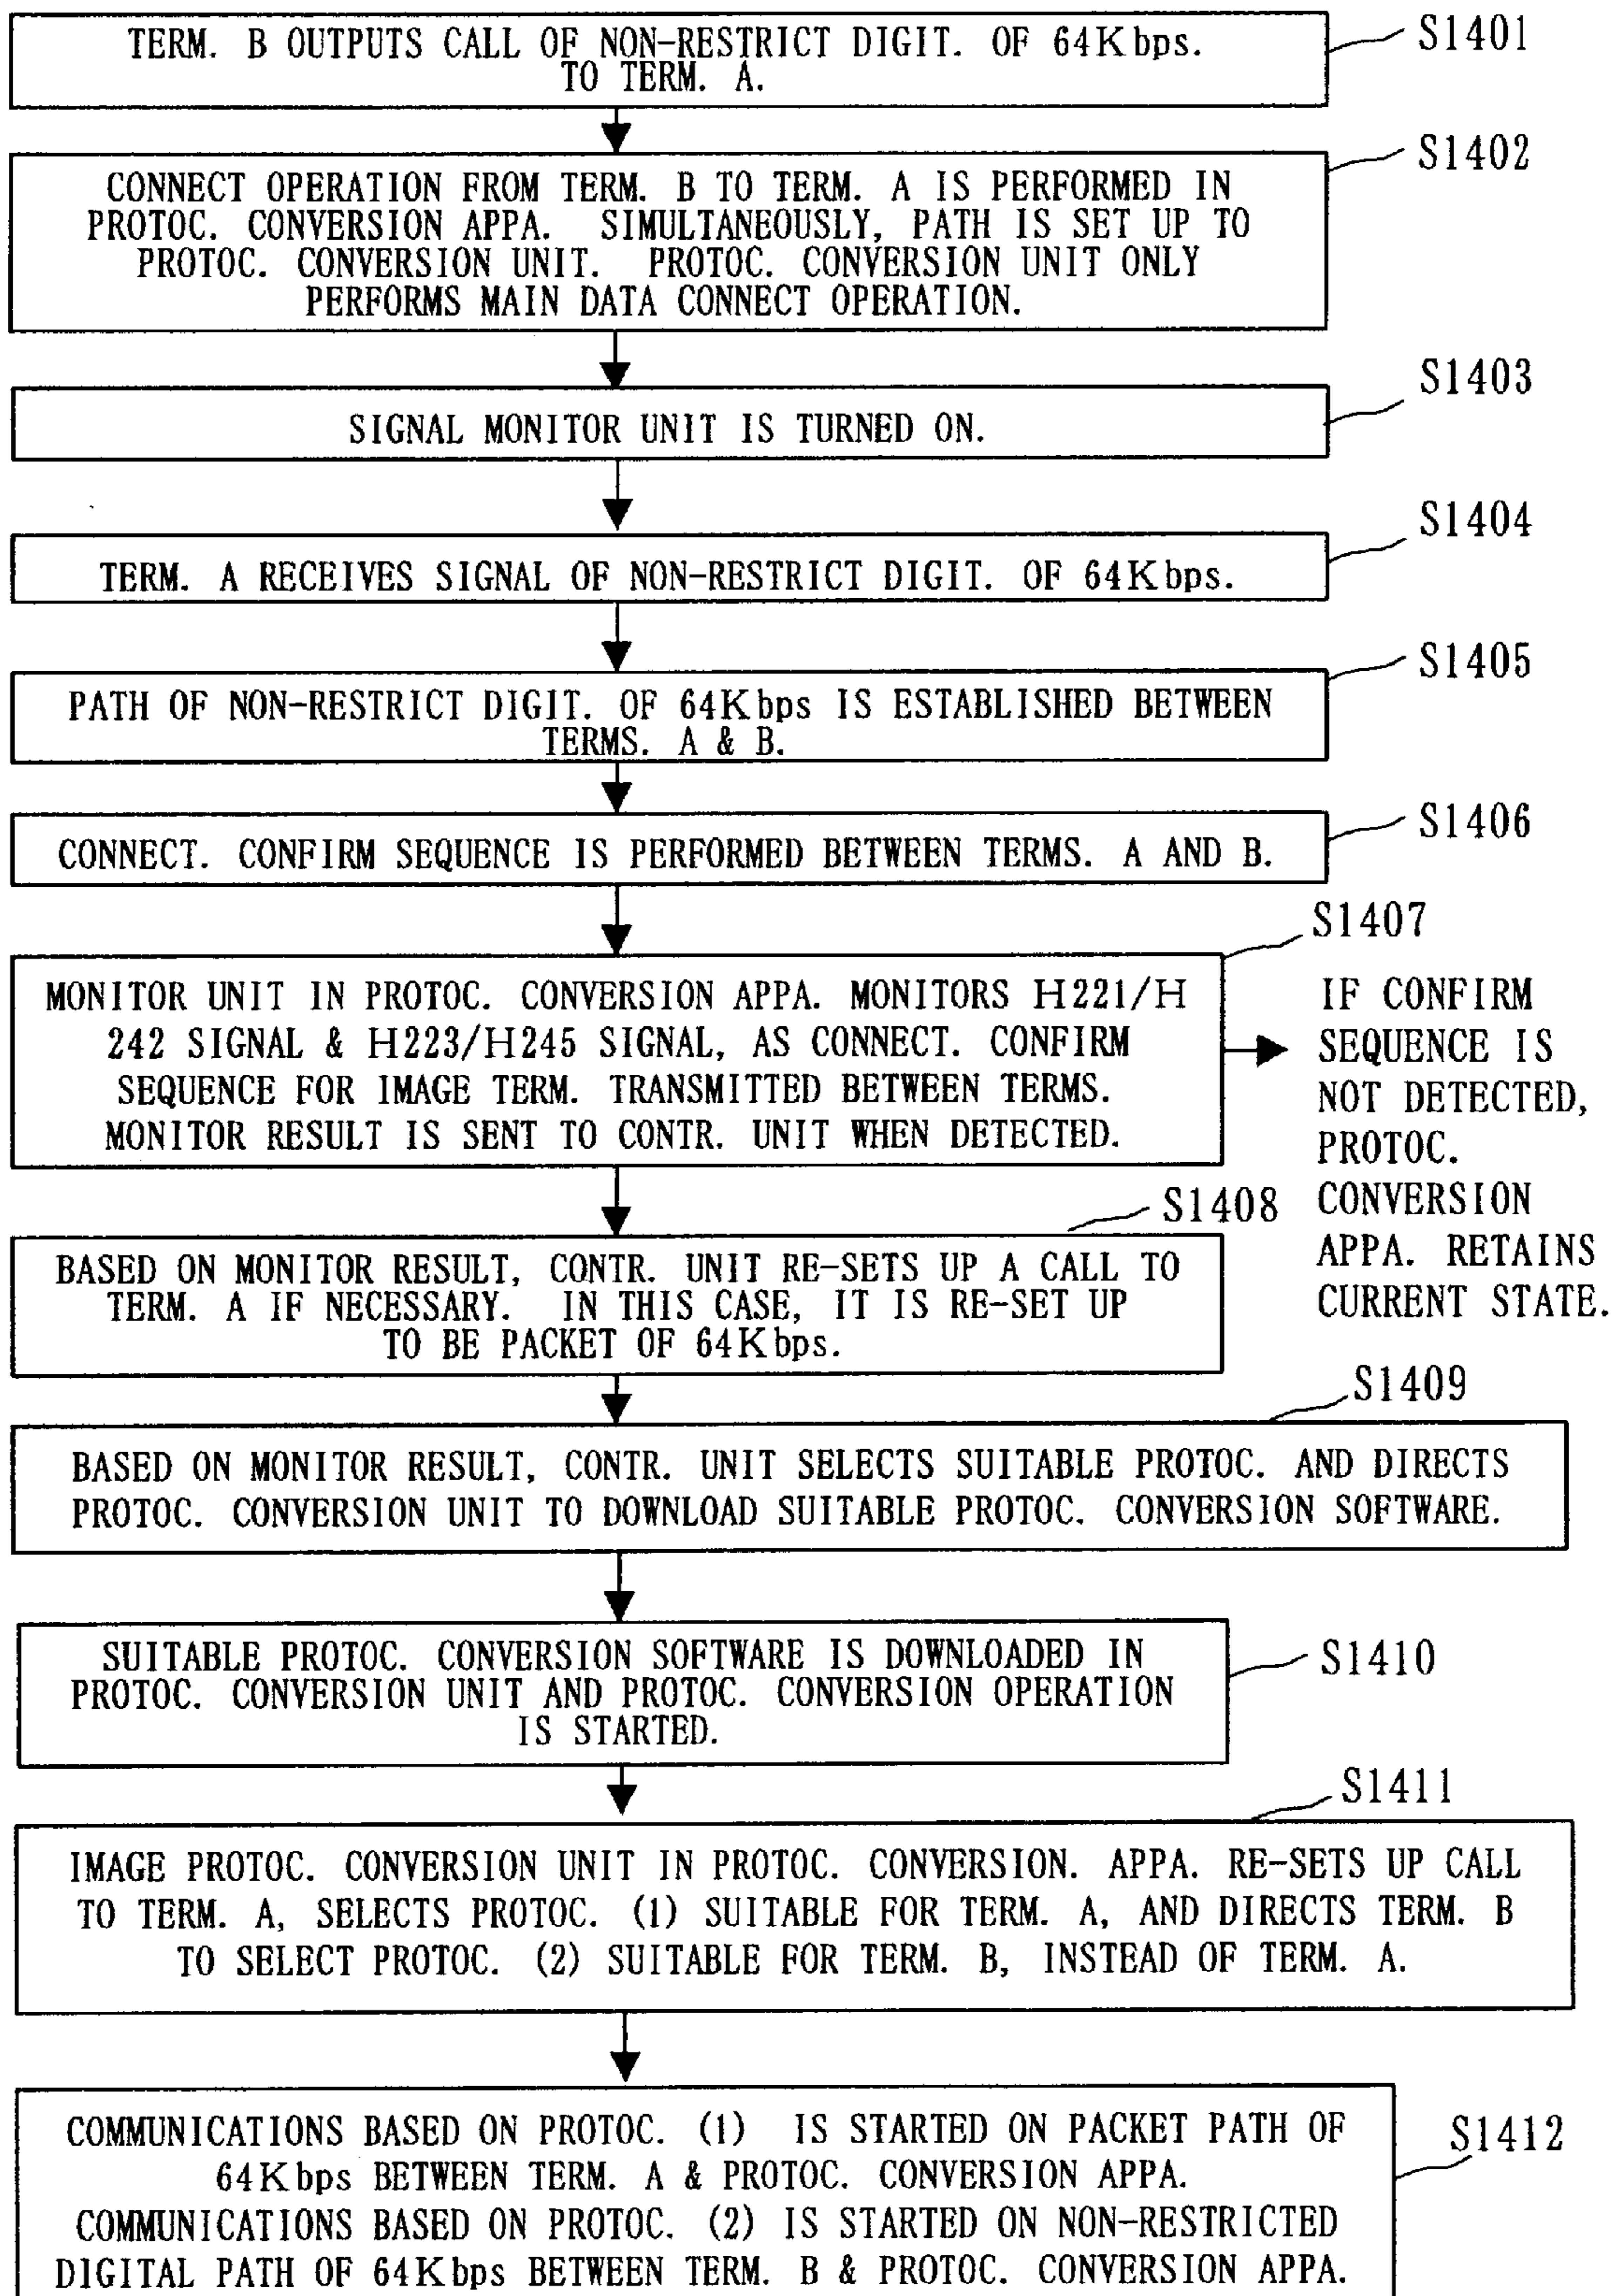 TERM. B OUTPUTS CALL OF NON-RESTRICT DIGIT. OF 64Kbps.
TO TERM. A.
S1401
CONNECT OPERATION FROM TERM. B TO TERM. A IS PERFORMED IN
PROTOC. CONVERSION APPA. SIMULTANEOUSLY, PATH IS SET UP TO
PROTOC. CONVERSION UNIT. PROTOC. CONVERSION UNIT ONLY
PERFORMS MAIN DATA CONNECT OPERATION.
S1402
SIGNAL MONITOR UNIT IS TURNED ON.
S1403
TERM. A RECEIVES SIGNAL OF NON-RESTRICT DIGIT. OF 64Kbps.
S1404
PATH OF NON-RESTRICT DIGIT. OF 64Kbps IS ESTABLISHED BETWEEN
TERMS. A & B.
S1405
CONNECT. CONFIRM SEQUENCE IS PERFORMED BETWEEN TERMS. A AND B.
S1406
MONITOR UNIT IN PROTOC. CONVERSION APPA. MONITORS H221/H
242 SIGNAL & H223/H245 SIGNAL, AS CONNECT. CONFIRM
SEQUENCE FOR IMAGE TERM. TRANSMITTED BETWEEN TERMS.
MONITOR RESULT IS SENT TO CONTR. UNIT WHEN DETECTED.
S1407
IF CONFIRM
SEQUENCE IS
NOT DETECTED,
PROTOC.
CONVERSION
APPA. RETAINS
CURRENT STATE.
BASED ON MONITOR RESULT, CONTR. UNIT RE-SETS UP A CALL TO
TERM. A IF NECESSARY. IN THIS CASE, IT IS RE-SET UP
TO BE PACKET OF 64Kbps.
S1408
BASED ON MONITOR RESULT, CONTR. UNIT SELECTS SUITABLE PROTOC. AND DIRECTS
PROTOC. CONVERSION UNIT TO DOWNLOAD SUITABLE PROTOC. CONVERSION SOFTWARE.
S1409
SUITABLE PROTOC. CONVERSION SOFTWARE IS DOWNLOADED IN
PROTOC. CONVERSION UNIT AND PROTOC. CONVERSION OPERATION
IS STARTED.
S1410
IMAGE PROTOC. CONVERSION UNIT IN PROTOC. CONVERSION. APPA. RE-SETS UP CALL
TO TERM. A, SELECTS PROTOC. (1) SUITABLE FOR TERM. A, AND DIRECTS TERM. B
TO SELECT PROTOC. (2) SUITABLE FOR TERM. B, INSTEAD OF TERM. A.
S1411
COMMUNICATIONS BASED ON PROTOC. (1) IS STARTED ON PACKET PATH OF
64Kbps BETWEEN TERM. A & PROTOC. CONVERSION APPA.
COMMUNICATIONS BASED ON PROTOC. (2) IS STARTED ON NON-RESTRICTED
DIGITAL PATH OF 64Kbps BETWEEN TERM. B & PROTOC. CONVERSION APPA.
S1412